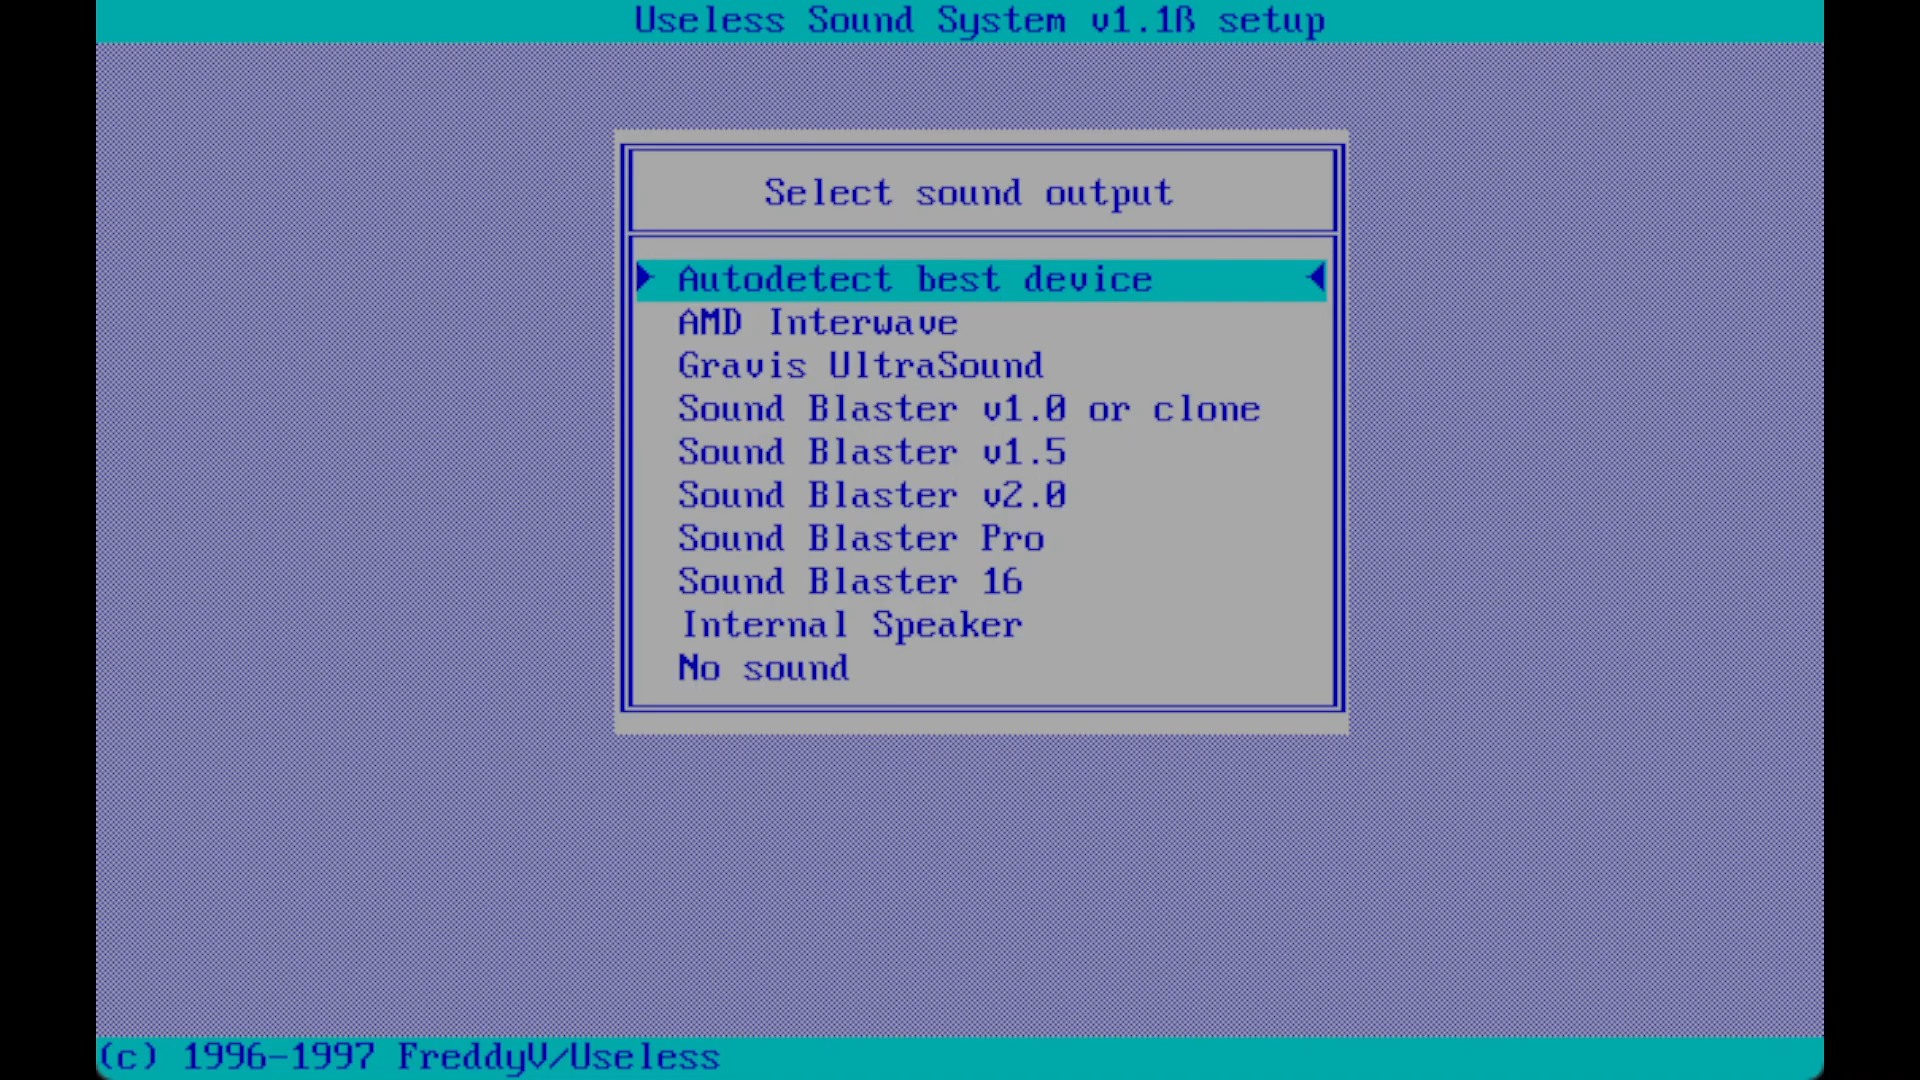 Useless Sound System v1.1ß setup
Select sound output
Autodetect best device
AMD Interwave
Gravis UltraSound
Sound Blaster v1.0 or clone
Sound Blaster v1.5
Sound Blaster v2.0
Sound Blaster Pro
Sound Blaster 16
Internal Speaker
No sound
(c) 1996-1997 FreddyV/Useless